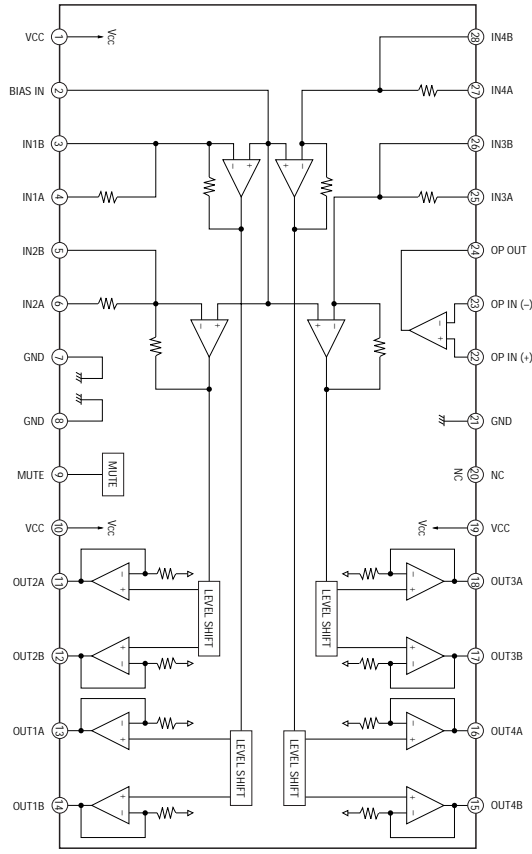 VCC 1 Vcc 28 IN4B
BIAS IN 2 27 IN4A
IN1B 3 − + + − 26 IN3B
IN1A 4 25 IN3A
IN2B 5 24 OP OUT
IN2A 6 − + + − − 23 OP IN (−)
GND 7 + 22 OP IN (+)
GND 8 21 GND
MUTE 9 MUTE NC 20 NC
VCC 10 Vcc Vcc 19 VCC
OUT2A 11 − + LEVEL SHIFT LEVEL SHIFT − + 18 OUT3A
OUT2B 12 + − + − 17 OUT3B
OUT1A 13 − + LEVEL SHIFT LEVEL SHIFT − + 16 OUT4A
OUT1B 14 + − + − 15 OUT4B